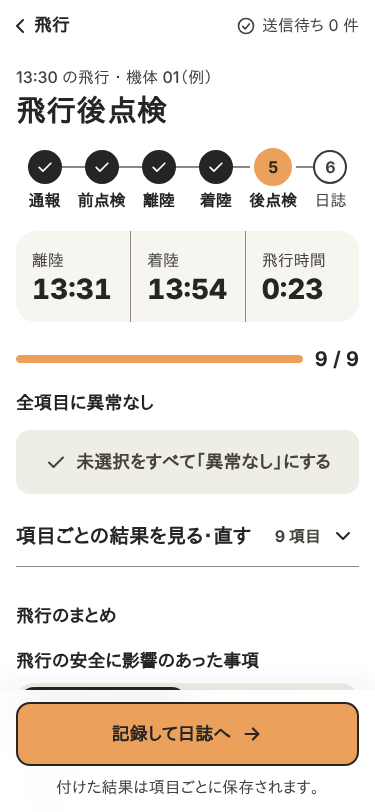 飛行
送信待ち 0 件
13:30 の飛行・機体 01(例)
飛行後点検
5 6
通報 前点検 離陸 着陸 後点検 日誌
離陸 着陸 飛行時間
13:31 13:54 0:23
9 / 9
全項目に異常なし
未選択をすべて「異常なし」にする
項目ごとの結果を見る・直す 9 項目
飛行のまとめ
飛行の安全に影響のあった事項
記録して日誌へ →
付けた結果は項目ごとに保存されます。